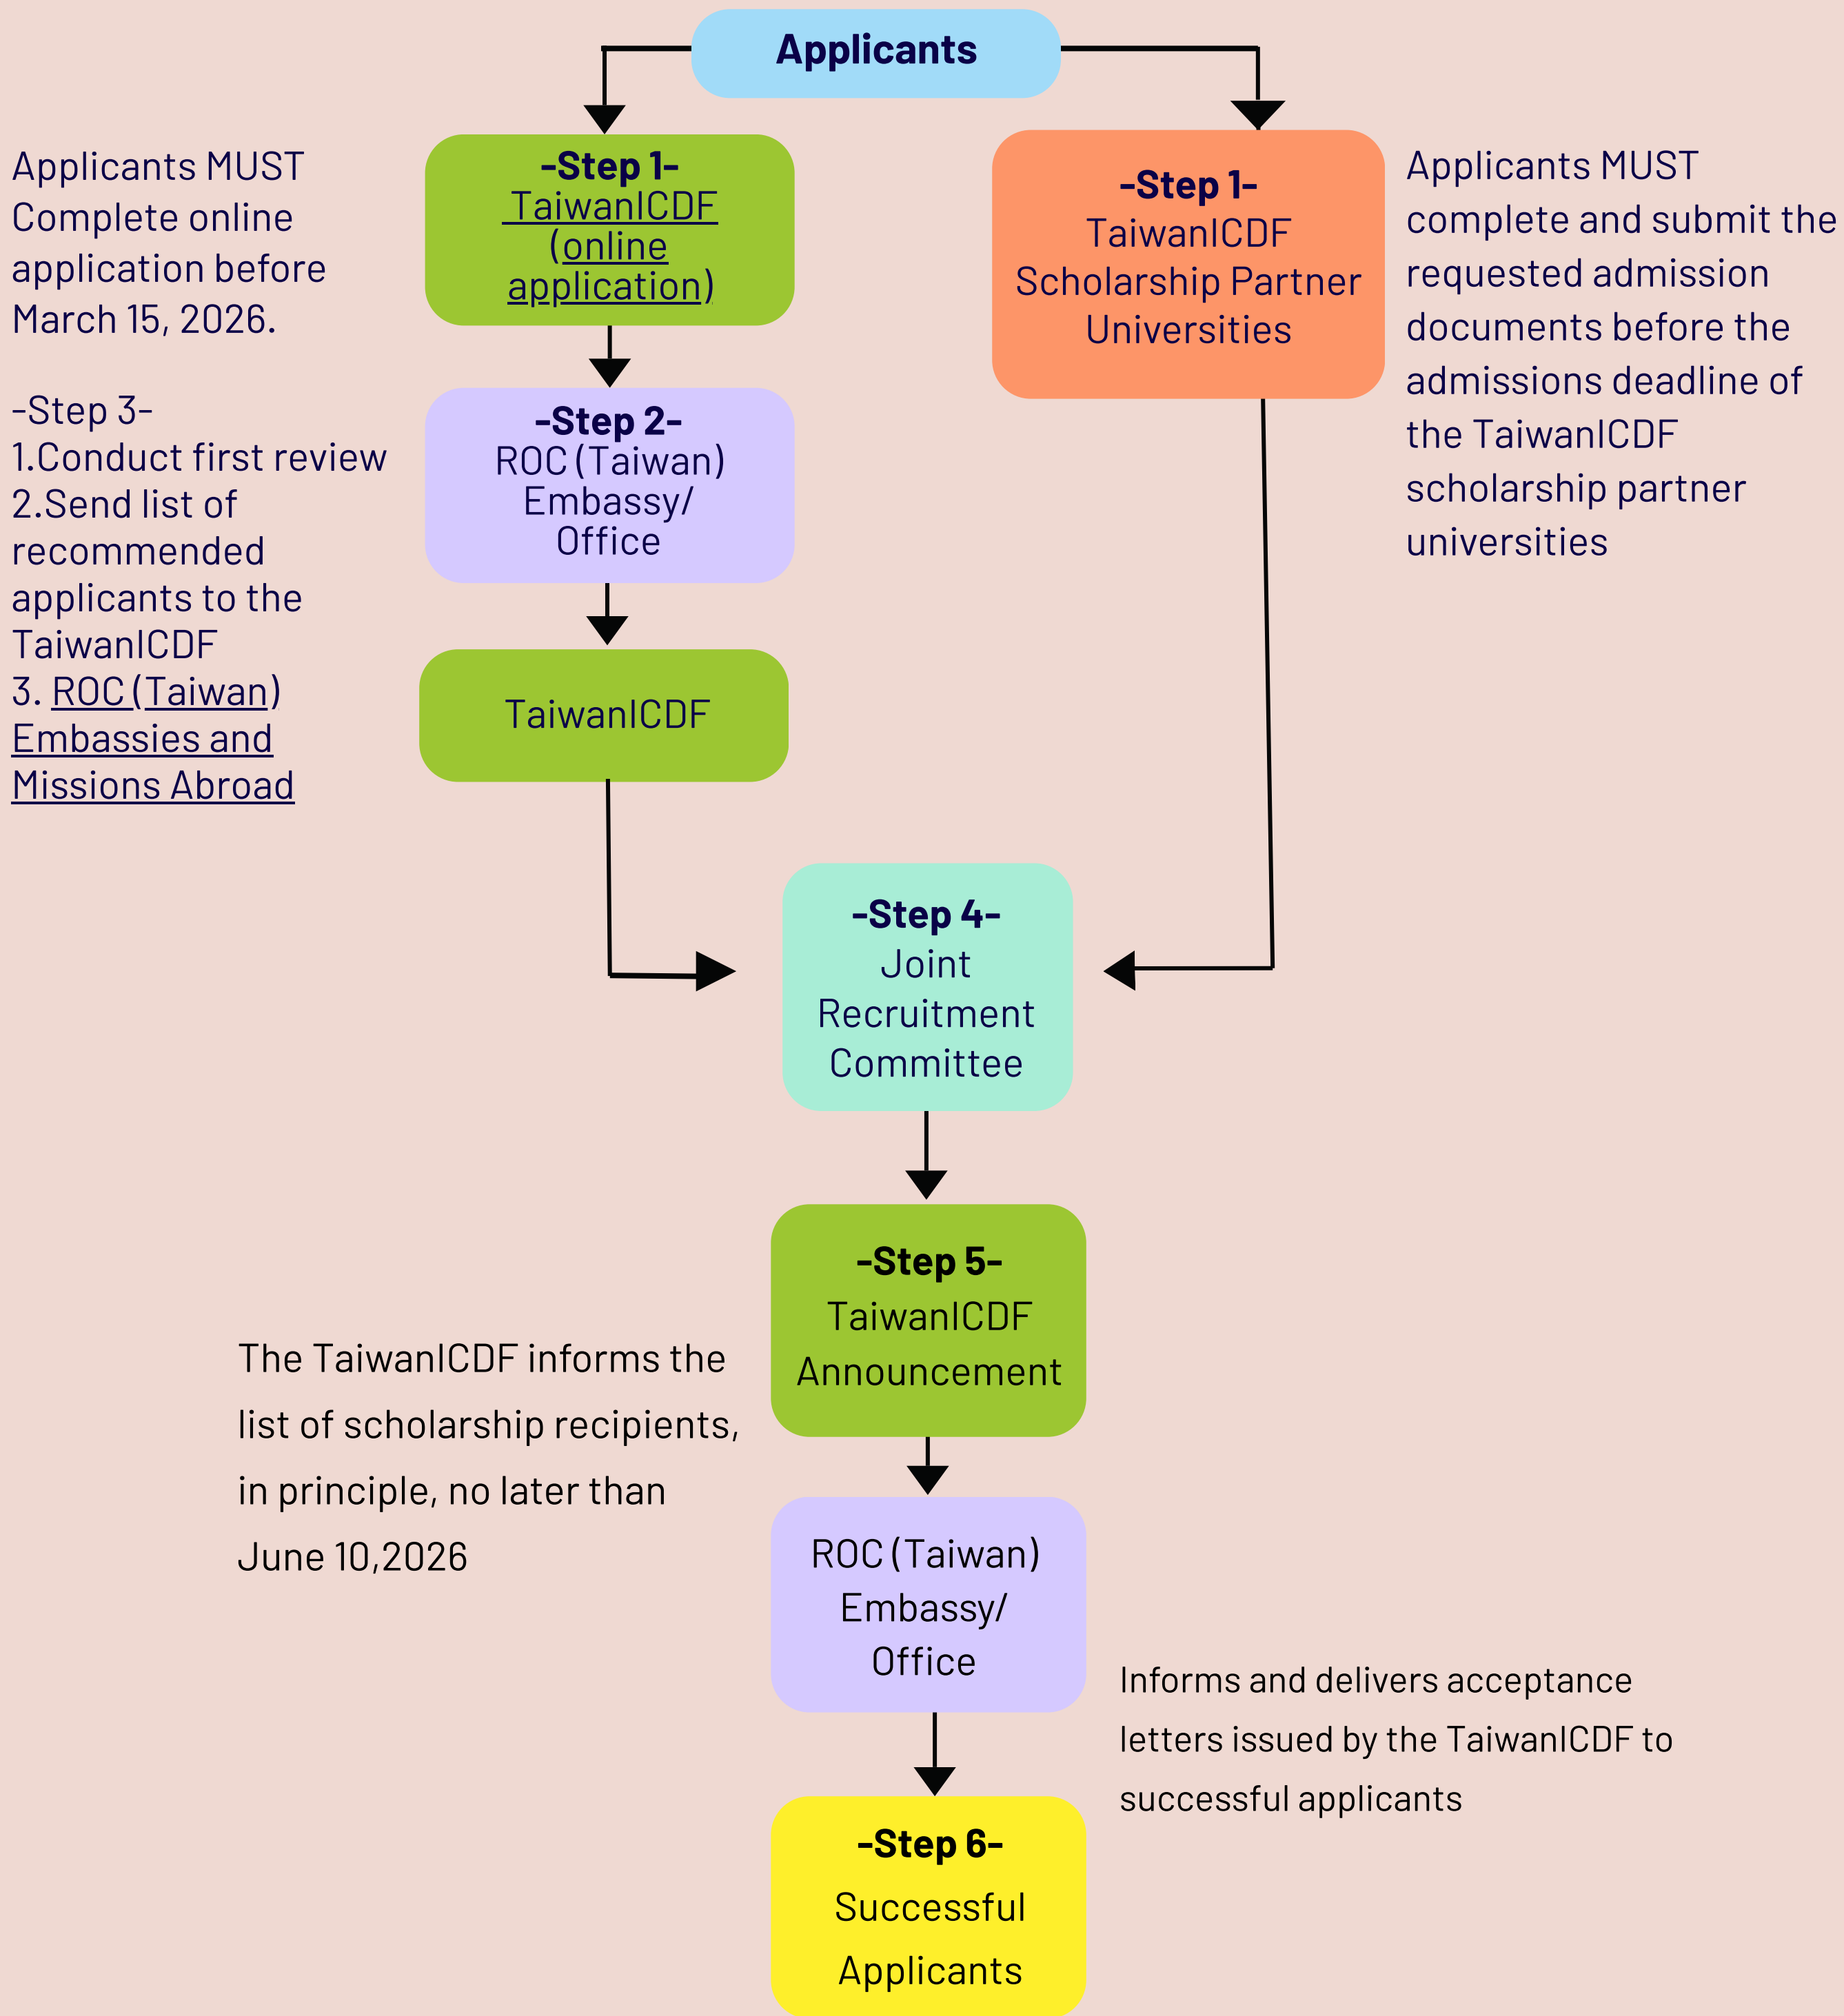 Applicants
Applicants MUST
Complete online
application before
March 15, 2026.
-Step 1-
TaiwanICDF
(online
application)
-Step 1-
TaiwanICDF
Scholarship Partner
Universities
Applicants MUST
complete and submit the
requested admission
documents before the
admissions deadline of
the TaiwanICDF
scholarship partner
universities
-Step 3-
1.Conduct first review
2.Send list of
recommended
applicants to the
TaiwanICDF
3. ROC (Taiwan)
Embassies and
Missions Abroad
-Step 2-
ROC (Taiwan)
Embassy/
Office
TaiwanICDF
-Step 4-
Joint
Recruitment
Committee
-Step 5-
TaiwanICDF
Announcement
The TaiwanICDF informs the
list of scholarship recipients,
in principle, no later than
June 10,2026
ROC (Taiwan)
Embassy/
Office
Informs and delivers acceptance
letters issued by the TaiwanICDF to
successful applicants
-Step 6-
Successful
Applicants